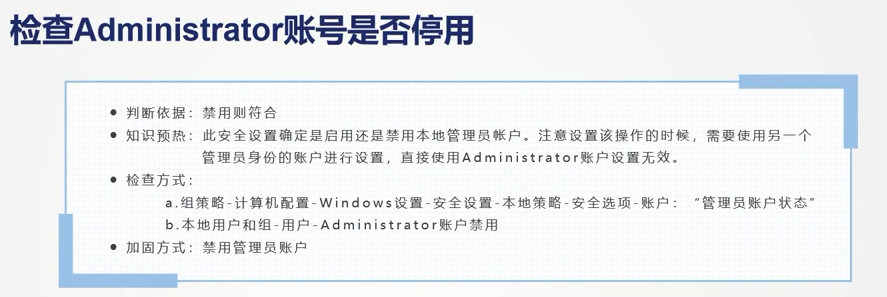 检查Administrator账号是否停用
● 判断依据：禁用则符合
● 知识预热：此安全设置确定是启用还是禁用本地管理员帐户。注意设置该操作的时候，需要使用另一个
管理员身份的账户进行设置，直接使用Administrator账户设置无效。
● 检查方式：
a.组策略-计算机配置-Windows设置-安全设置-本地策略-安全选项-账户：“管理员账户状态”
b.本地用户和组-用户-Administrator账户禁用
● 加固方式：禁用管理员账户